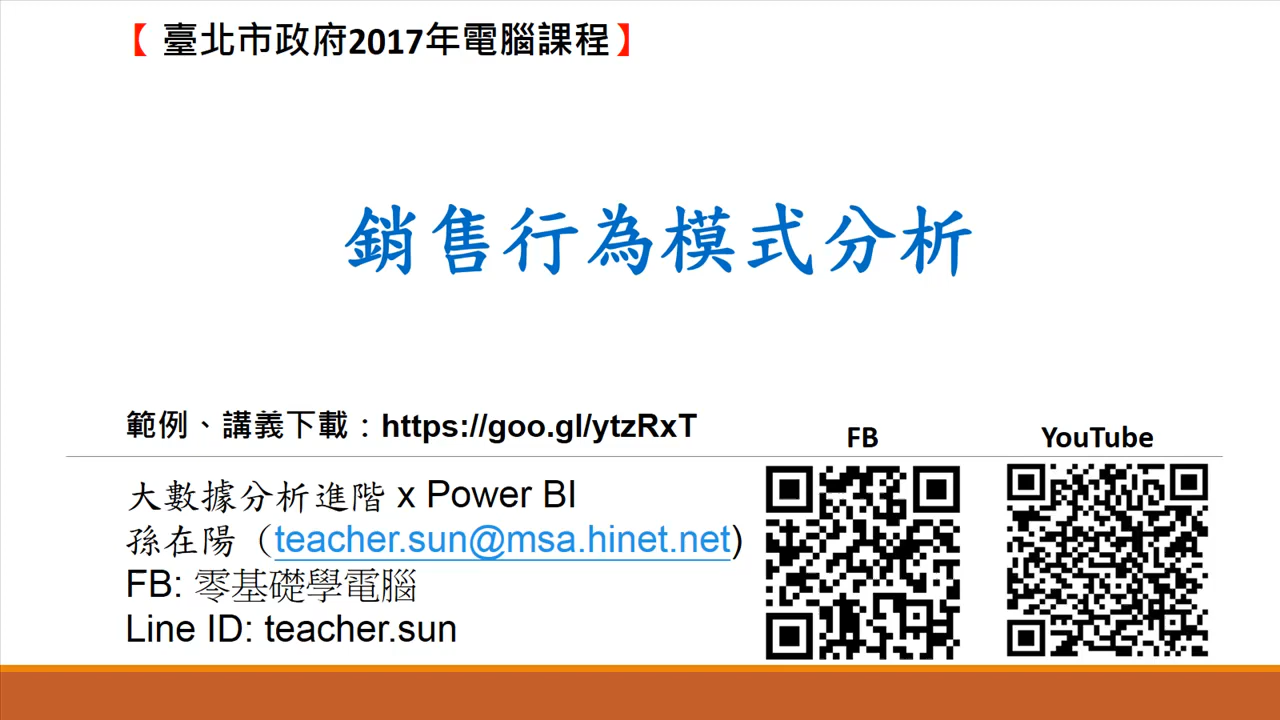 【 臺北市政府2017年電腦課程】
銷售行為模式分析
範例、講義下載：https://goo.gl/ytzRxT
FB
YouTube
大數據分析進階 x Power BI
孫在陽（teacher.sun@msa.hinet.net)
FB: 零基礎學電腦
Line ID: teacher.sun